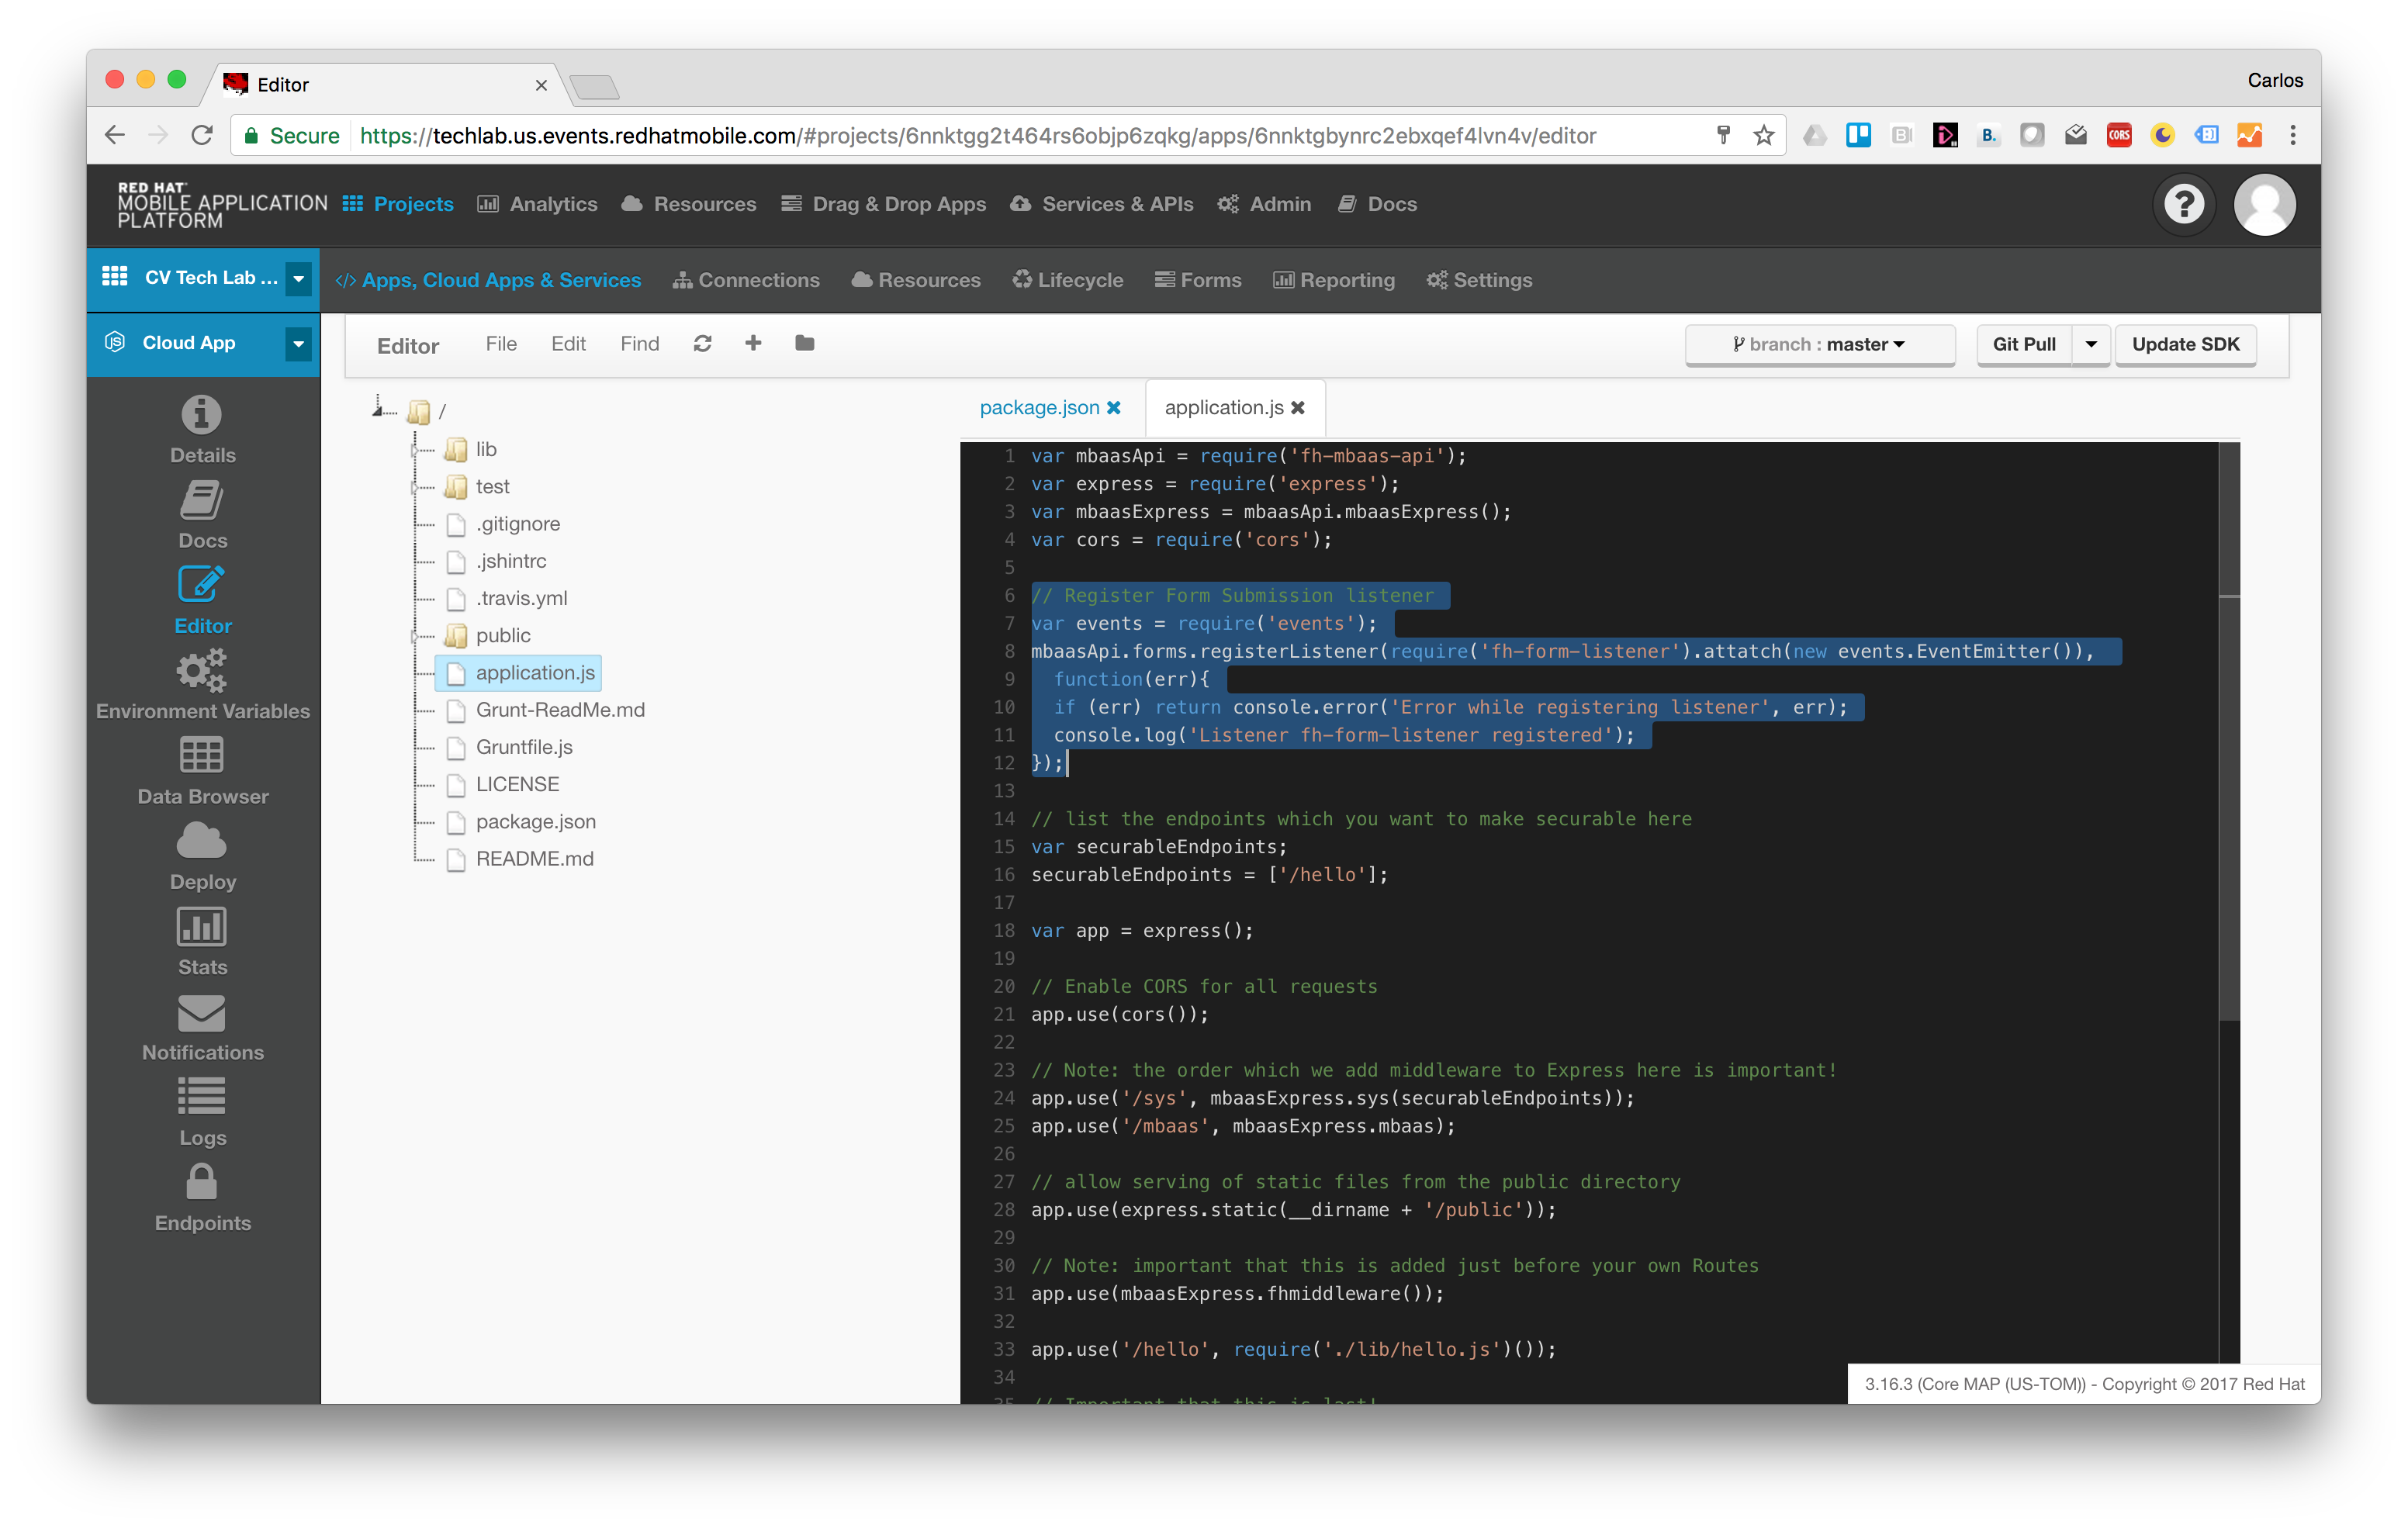 Editor
Carlos
Secure https://techlab.us.events.redhatmobile.com/#projects/6nnktgg2t464rs6objp6zqkg/apps/6nnktgbynrc2ebxqef4lvn4v/editor
RED HAT
MOBILE APPLICATION
PLATFORM
Projects Analytics Resources Drag & Drop Apps Services & APIs Admin Docs
CV Tech Lab ...
</> Apps, Cloud Apps & Services Connections Resources Lifecycle Forms Reporting Settings
JS Cloud App
Editor File Edit Find
branch : master Git Pull Update SDK
Details
Docs
Editor
Environment Variables
Data Browser
Deploy
Stats
Notifications
Logs
Endpoints
/
lib
test
.gitignore
.jshintrc
.travis.yml
public
application.js
Grunt-ReadMe.md
Gruntfile.js
LICENSE
package.json
README.md
package.json application.js
1 var mbaasApi = require('fh-mbaas-api');
2 var express = require('express');
3 var mbaasExpress = mbaasApi.mbaasExpress();
4 var cors = require('cors');
5
6 // Register Form Submission listener
7 var events = require('events');
8 mbaasApi.forms.registerListener(require('fh-form-listener').attatch(new events.EventEmitter()),
9 function(err){
10 if (err) return console.error('Error while registering listener', err);
11 console.log('Listener fh-form-listener registered');
12 });
13
14 // list the endpoints which you want to make securable here
15 var securableEndpoints;
16 securableEndpoints = ['/hello'];
17
18 var app = express();
19
20 // Enable CORS for all requests
21 app.use(cors());
22
23 // Note: the order which we add middleware to Express here is important!
24 app.use('/sys', mbaasExpress.sys(securableEndpoints));
25 app.use('/mbaas', mbaasExpress.mbaas);
26
27 // allow serving of static files from the public directory
28 app.use(express.static(__dirname + '/public'));
29
30 // Note: important that this is added just before your own Routes
31 app.use(mbaasExpress.fhmiddleware());
32
33 app.use('/hello', require('./lib/hello.js')());
34
35 // Important that this is last!
3.16.3 (Core MAP (US-TOM)) - Copyright © 2017 Red Hat